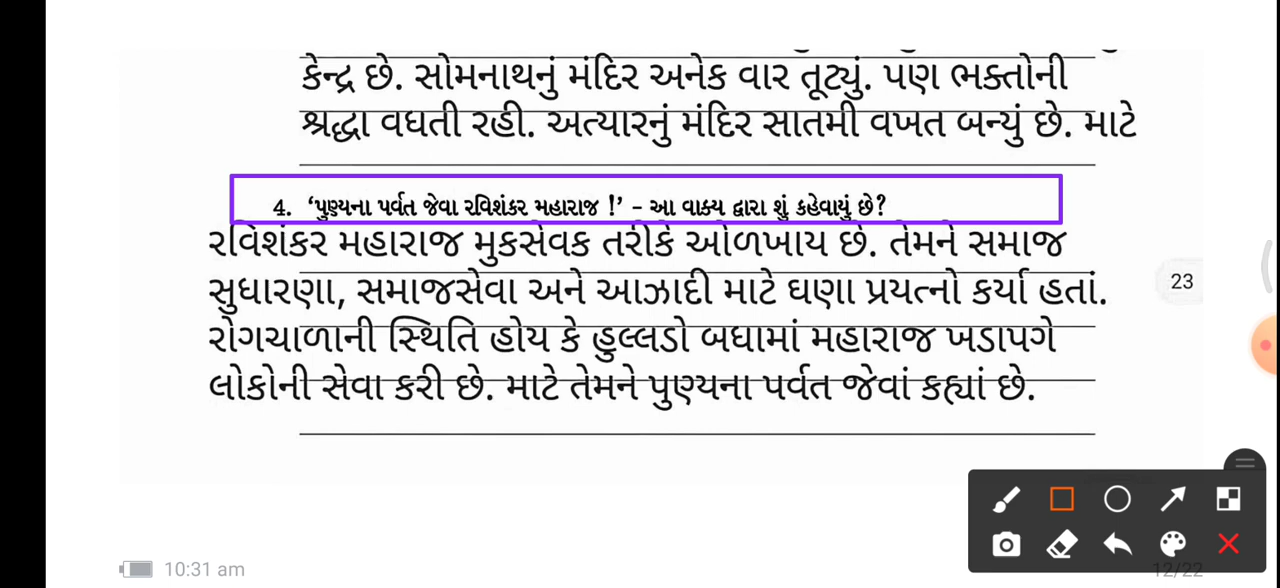 કેન્દ્ર છે. સોમનાથનું મંદિર અનેક વાર તૂટ્યું. પણ ભક્તોની
શ્રદ્ધા વધતી રહી. અત્યારનું મંદિર સાતમી વખત બન્યું છે. માટે
4. ‘પુણ્યના પર્વત જેવા રવિશંકર મહારાજ !’ – આ વાક્ય દ્વારા શું કહેવાયું છે?
રવિશંકર મહારાજ મુકસેવક તરીકે ઓળખાય છે. તેમને સમાજ
સુધારણા, સમાજસેવા અને આઝાદી માટે ઘણા પ્રયત્નો કર્યા હતાં.
23
રોગચાળાની સ્થિતિ હોય કે હુલ્લડો બધામાં મહારાજ ખડાપગે
લોકોની સેવા કરી છે. માટે તેમને પુણ્યના પર્વત જેવાં કહ્યાં છે.
10:31 am
12/22